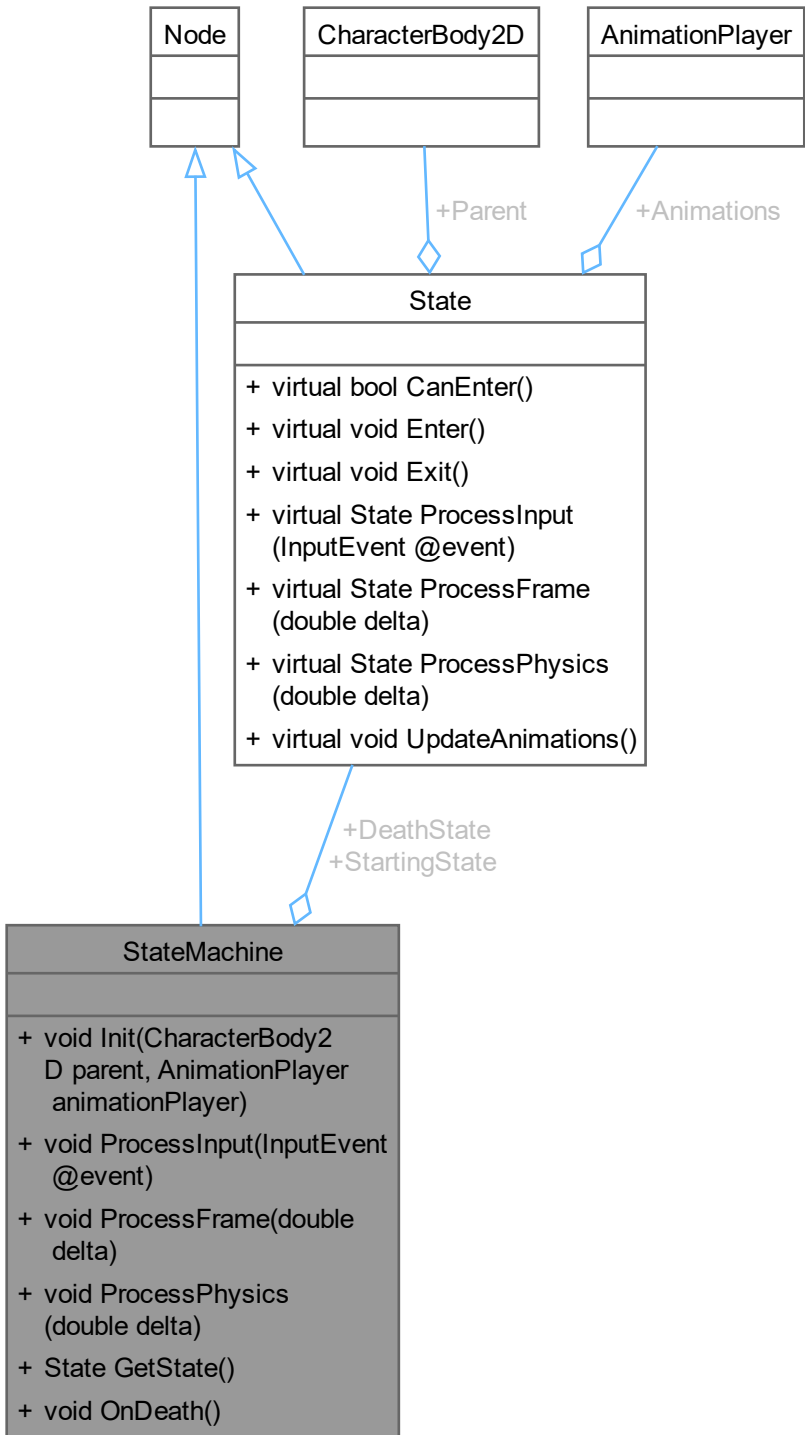 Node
CharacterBody2D
AnimationPlayer
+Parent
+Animations
State
+ virtual bool CanEnter()
+ virtual void Enter()
+ virtual void Exit()
+ virtual State ProcessInput
(InputEvent @event)
+ virtual State ProcessFrame
(double delta)
+ virtual State ProcessPhysics
(double delta)
+ virtual void UpdateAnimations()
+DeathState
+StartingState
StateMachine
+ void Init(CharacterBody2
D parent, AnimationPlayer
animationPlayer)
+ void ProcessInput(InputEvent
@event)
+ void ProcessFrame(double
delta)
+ void ProcessPhysics
(double delta)
+ State GetState()
+ void OnDeath()